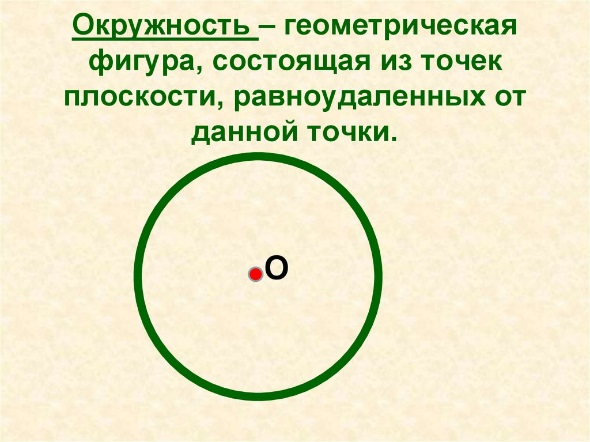 Окружность – геометрическая
фигура, состоящая из точек
плоскости, равноудаленных от
данной точки.
О